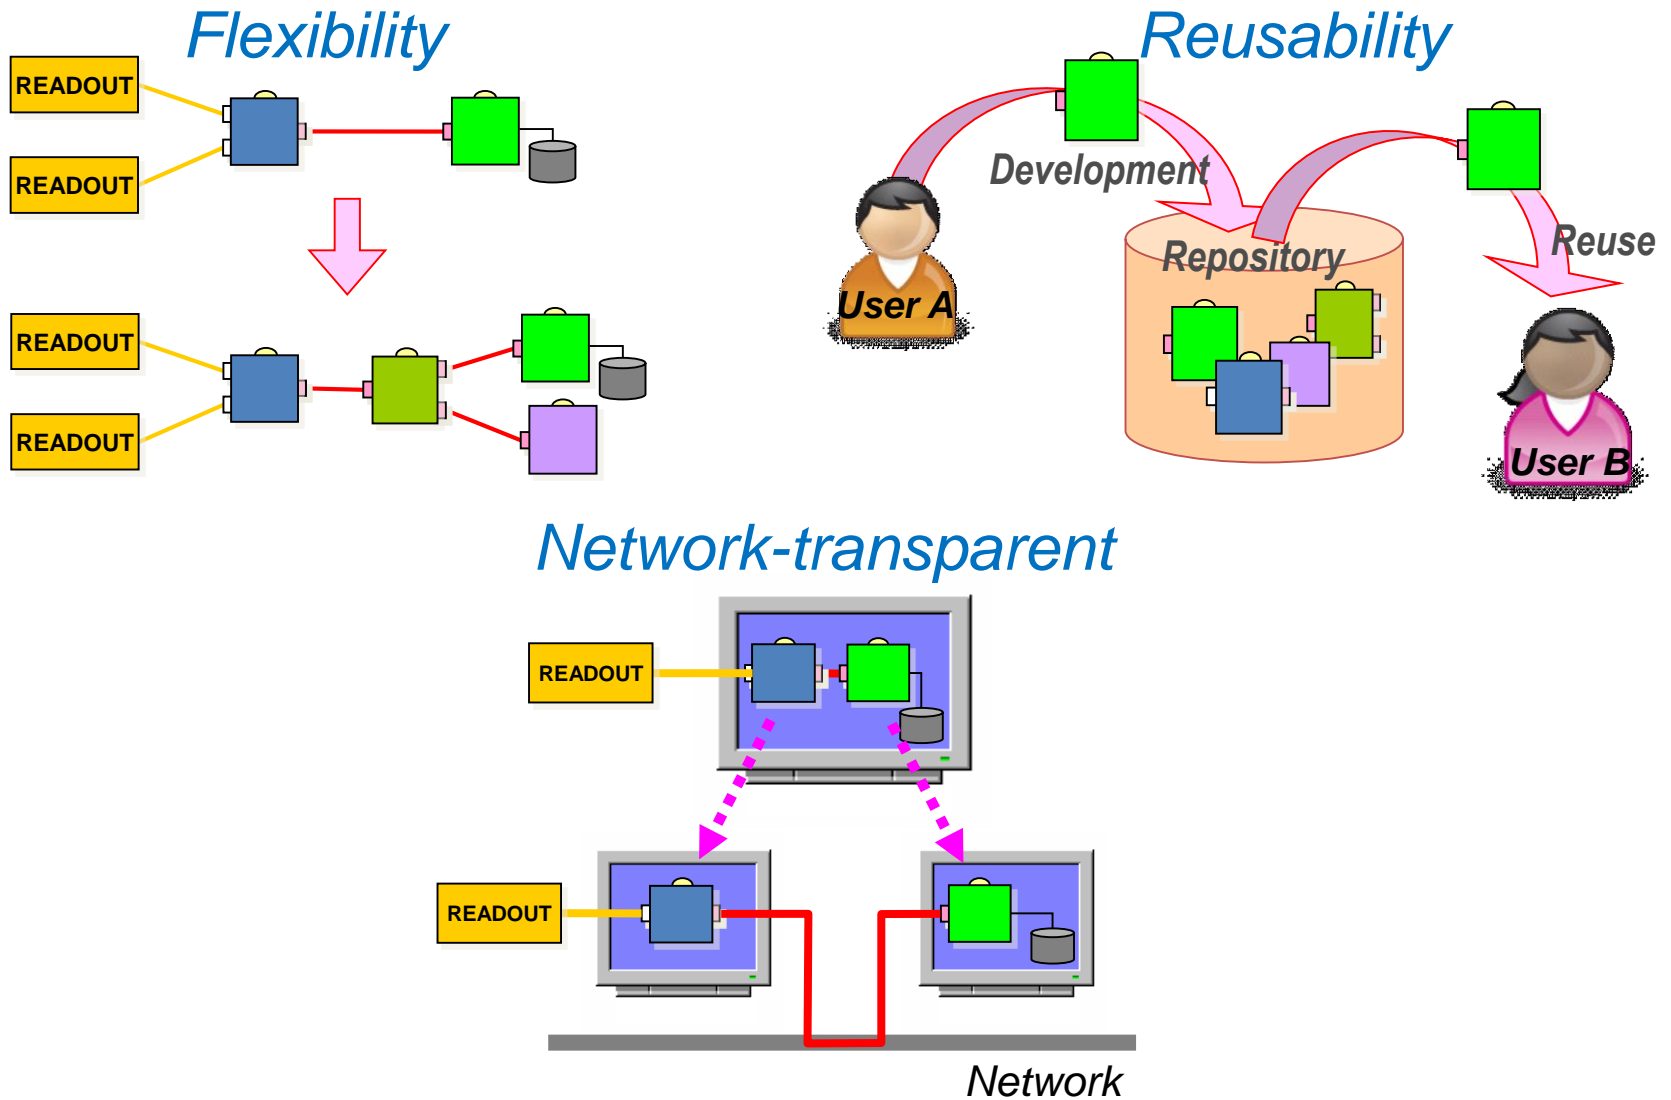 Flexibility
READOUT
READOUT
READOUT
READOUT
Reusability
Development
Repository
Reuse
User A
User B
Network-transparent
READOUT
READOUT
Network